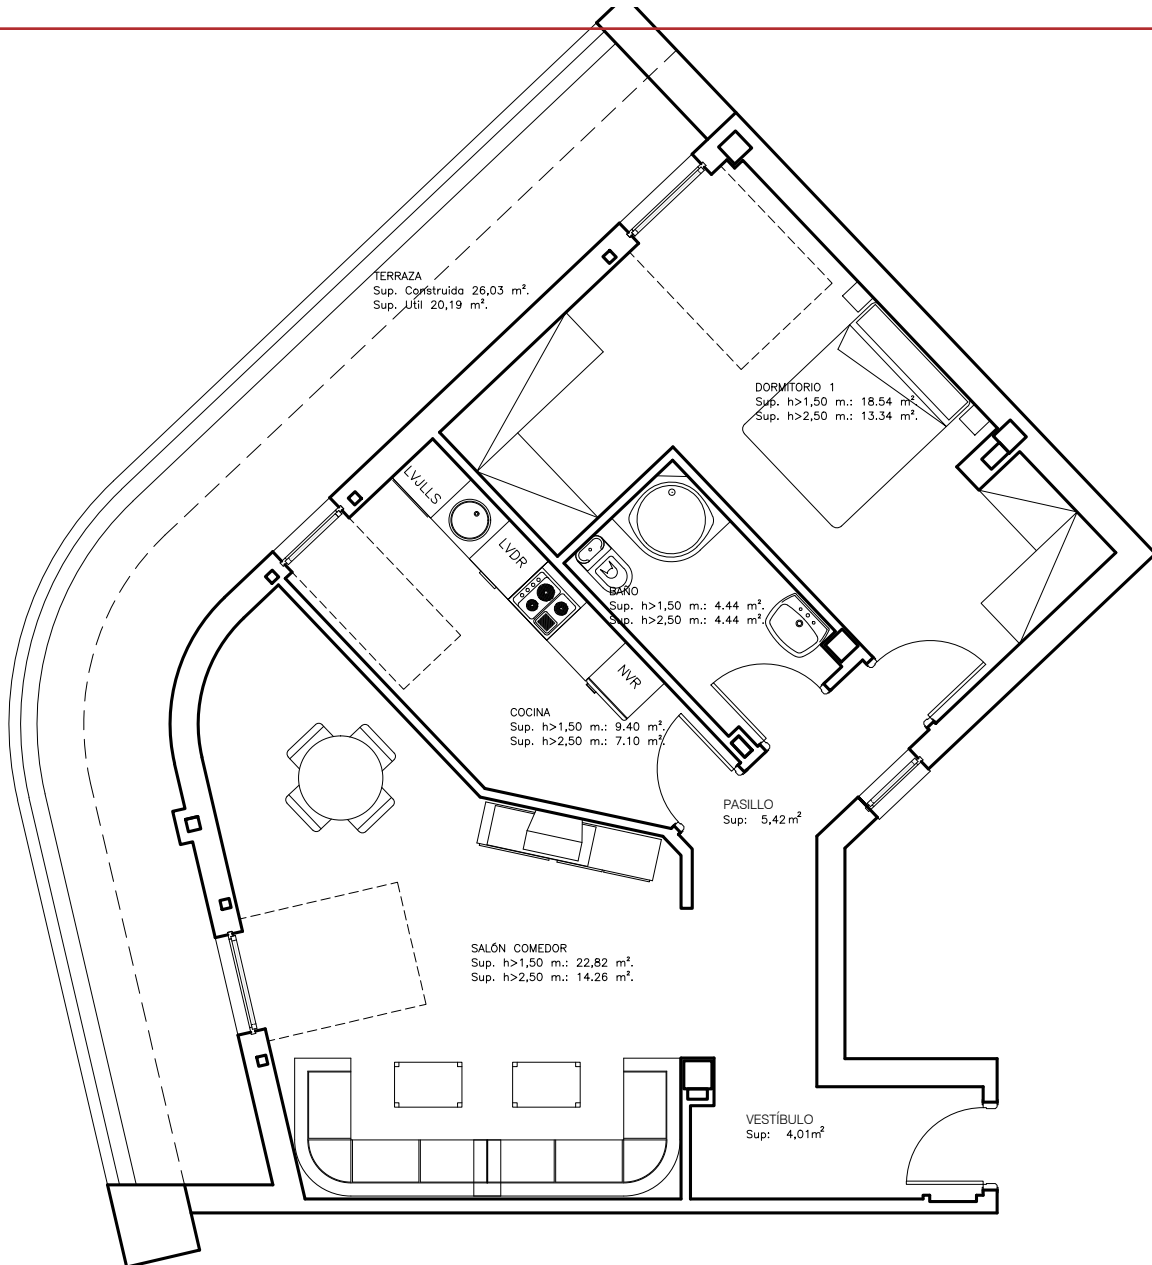 TERRAZA
Sup. Construida 26,03 m².
Sup. Util 20,19 m².
DORMITORIO 1
Sup. h>1,50 m.: 18.54 m².
Sup. h>2,50 m.: 13.34 m².
LVJLLS
LVDR
BAÑO
Sup. h>1,50 m.: 4.44 m².
Sup. h>2,50 m.: 4.44 m².
NVR
COCINA
Sup. h>1,50 m.: 9.40 m².
Sup. h>2,50 m.: 7.10 m².
PASILLO
Sup: 5,42 m²
SALÓN COMEDOR
Sup. h>1,50 m.: 22,82 m².
Sup. h>2,50 m.: 14.26 m².
VESTÍBULO
Sup: 4,01m²